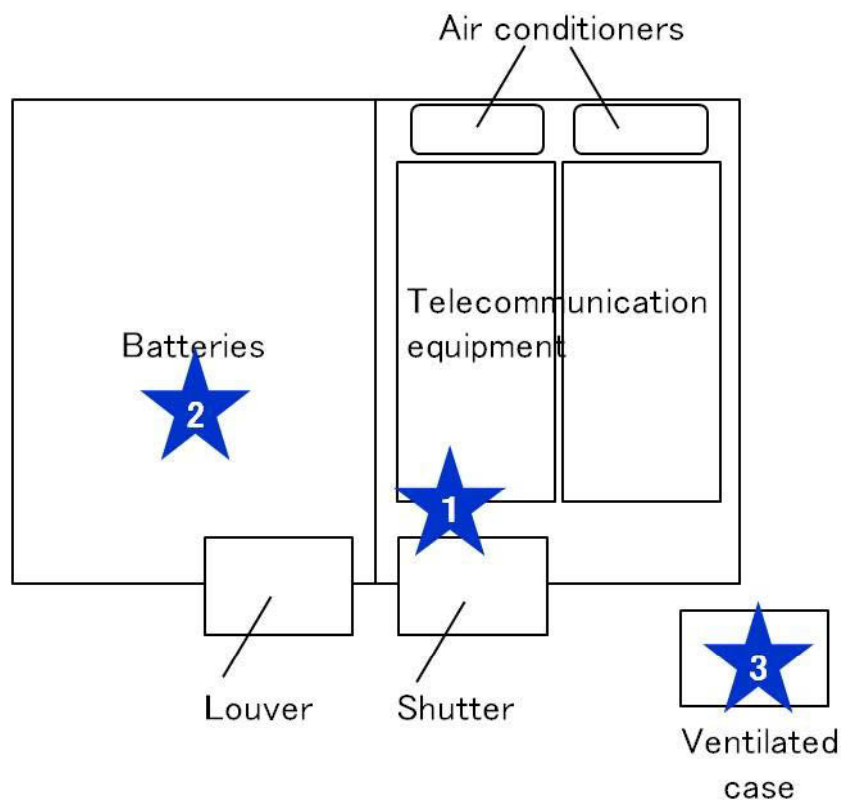 Air conditioners
Telecommunication
equipment
Batteries
2
1
3
Louver
Shutter
Ventilated
case